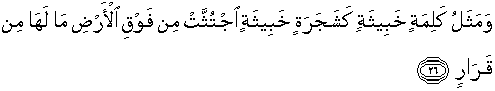 وَمَثَلُ كَلِمَةٍ خَبِيثَةٍ كَشَجَرَةٍ خَبِيثَةٍ ٱجْتُثَّتْ مِن فَوْقِ ٱلْأَرْضِ مَا لَهَا مِن
قَرَارٍ ﴿٢٦﴾